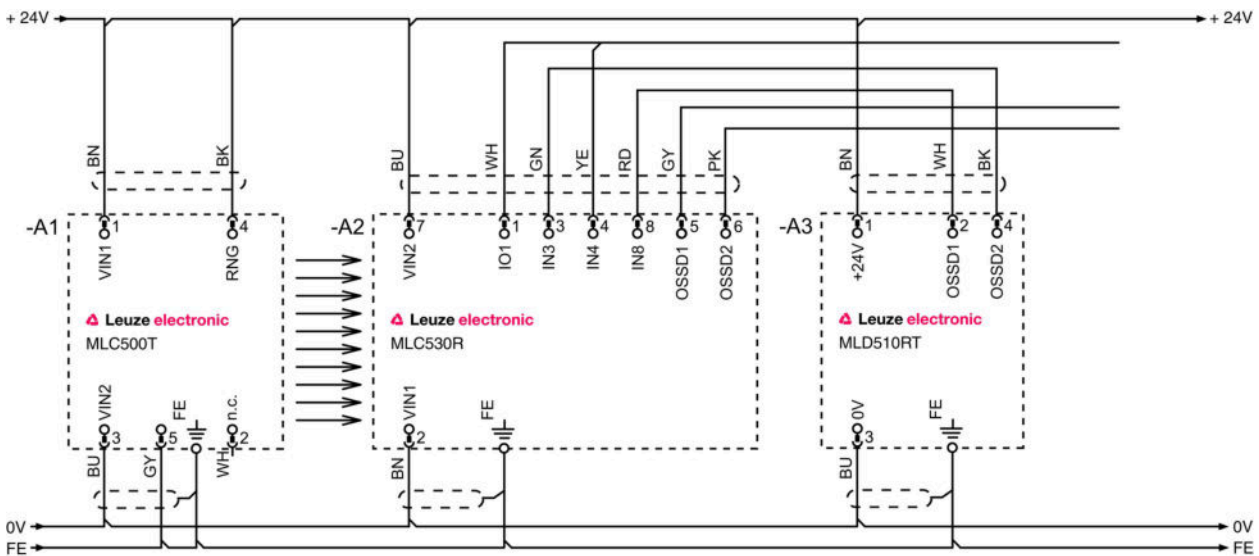 + 24V
+ 24V
BN
BK
BU
WH
GN
YE
RD
GY
PK
BN
WH
BK
-A1
1
4
-A2
7
1
3
4
8
5
6
-A3
1
2
4
VIN1
RNG
VIN2
IO1
IN3
IN4
IN8
OSSD1
OSSD2
+24V
OSSD1
OSSD2
Leuze electronic
Leuze electronic
Leuze electronic
MLC500T
MLC530R
MLD510RT
VIN2
FE
n.c.
VIN1
FE
0V
FE
3
5
2
2
3
BU
GY
WH
BN
BU
0V
0V
FE
FE